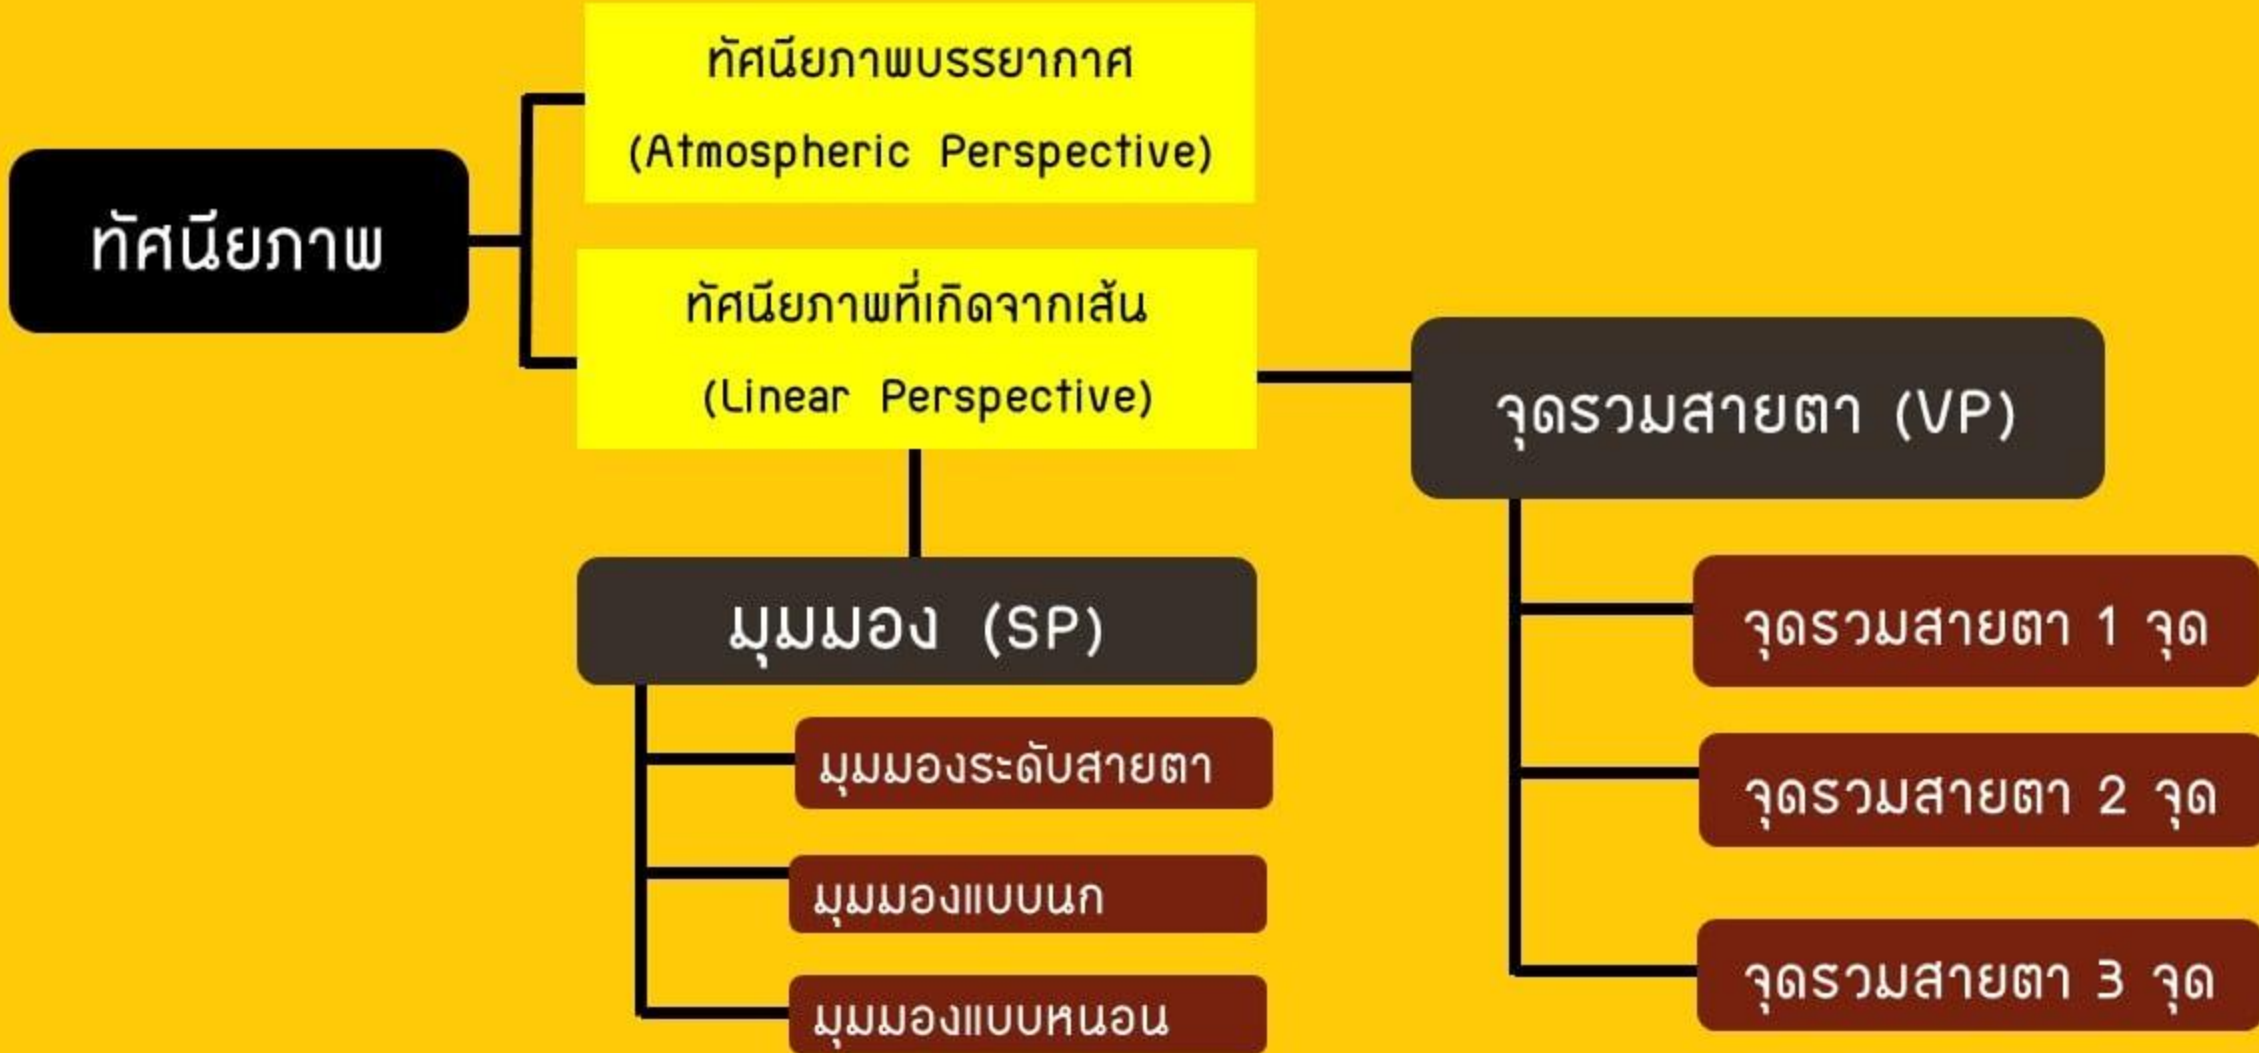 ทัศนียภาพ
ทัศนียภาพบรรยากาศ
(Atmospheric Perspective)
ทัศนียภาพที่เกิดจากเส้น
(Linear Perspective)
มุมมอง (SP)
มุมมองระดับสายตา
มุมมองแบบนก
มุมมองแบบหนอน
จุดรวมสายตา (VP)
จุดรวมสายตา 1 จุด
จุดรวมสายตา 2 จุด
จุดรวมสายตา 3 จุด